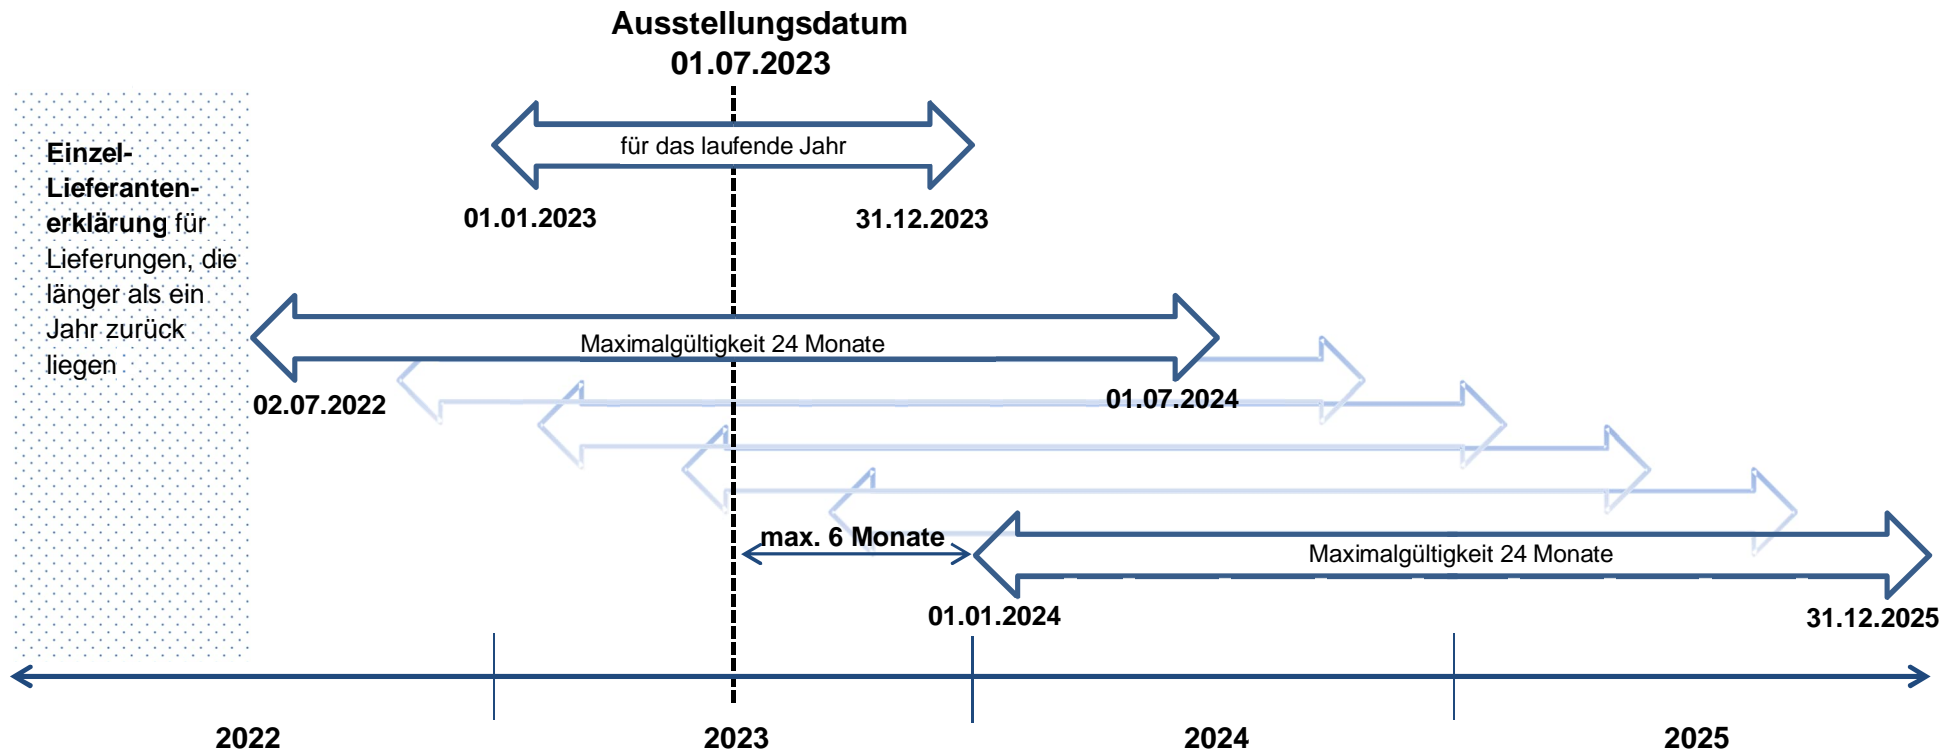 Ausstellungsdatum
01.07.2023
für das laufende Jahr
01.01.2023
31.12.2023
Einzel-
Lieferanten-
erklärung für
Lieferungen, die
länger als ein
Jahr zurück
liegen
Maximalgültigkeit 24 Monate
02.07.2022
01.07.2024
max. 6 Monate
Maximalgültigkeit 24 Monate
01.01.2024
31.12.2025
2022
2023
2024
2025